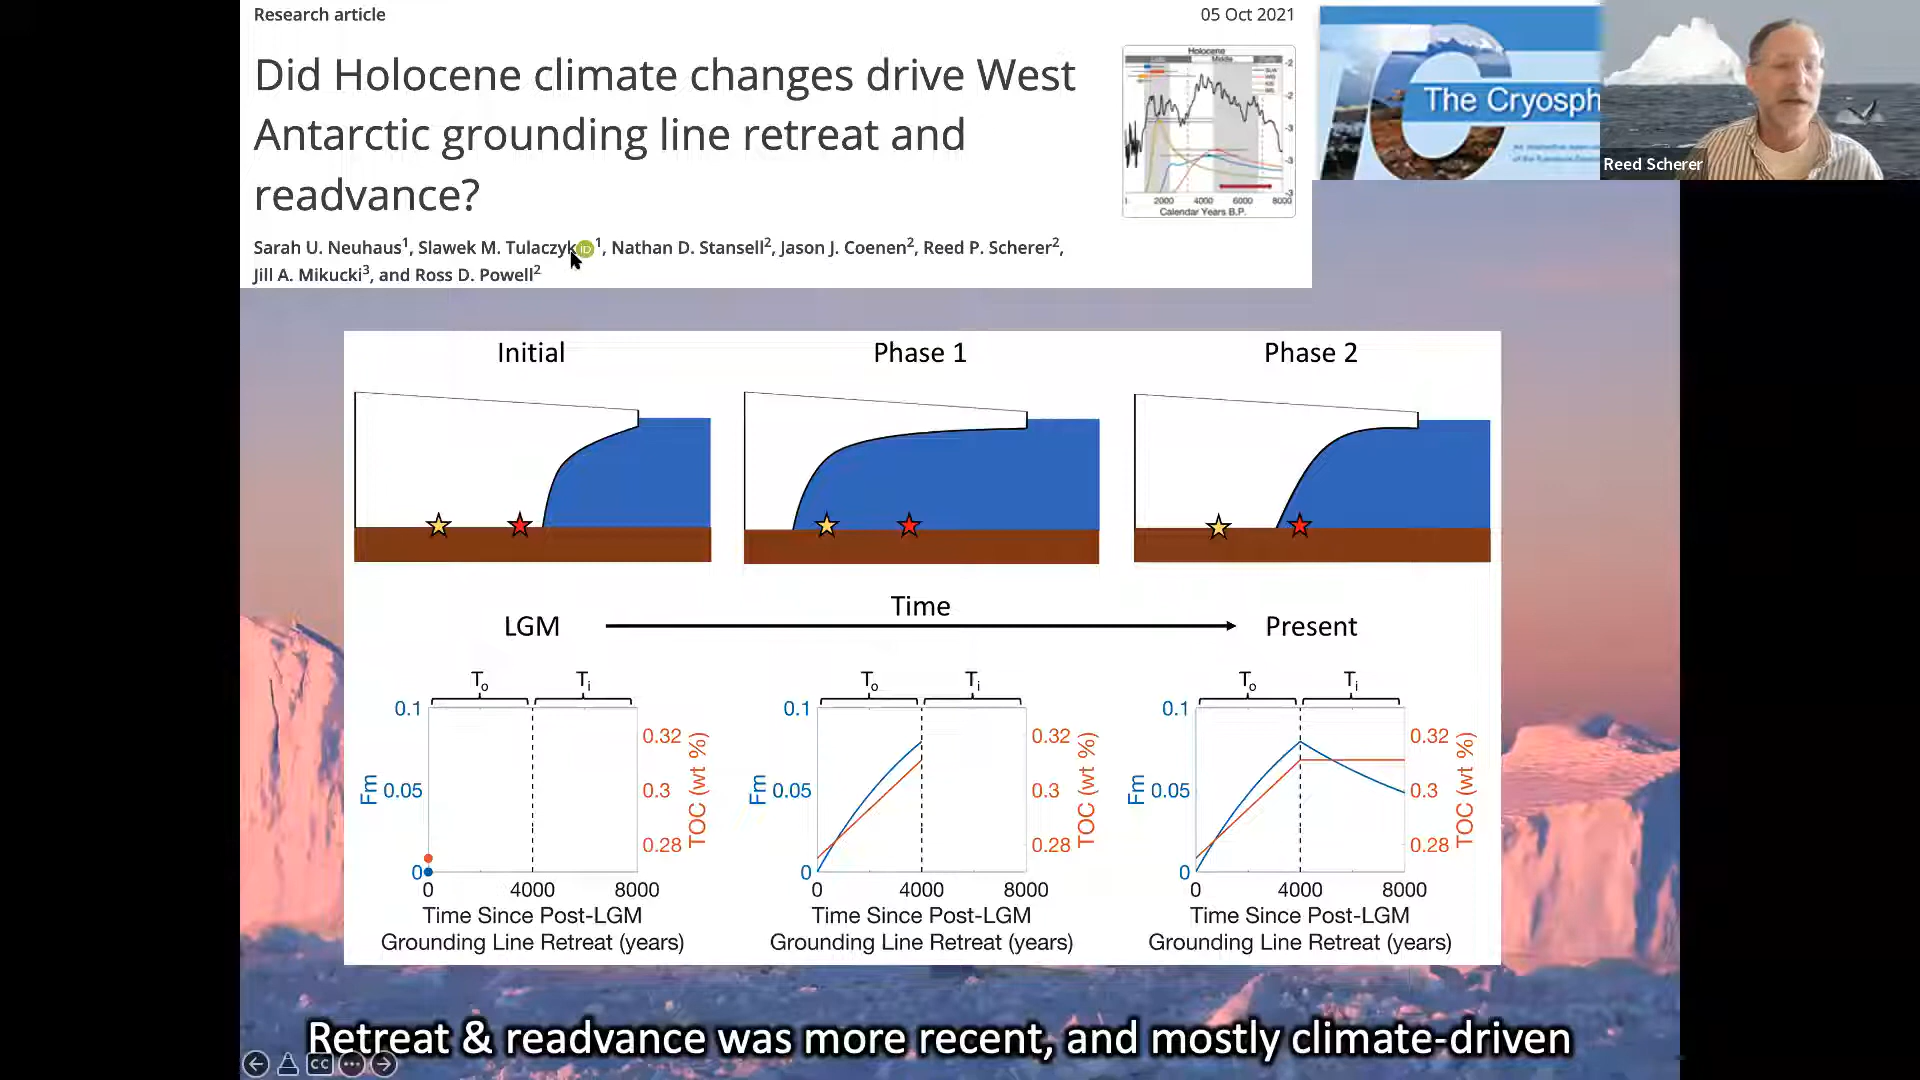 Research article
05 Oct 2021
Did Holocene climate changes drive West
Antarctic grounding line retreat and
readvance?
Sarah U. Neuhaus1, Slawek M. Tulaczyk iD 1, Nathan D. Stansell2, Jason J. Coenen2, Reed P. Scherer2,
Jill A. Mikucki3, and Ross D. Powell2
Holocene
Middle
2000 4000 6000 8000
Calendar Years B.P.
The Cryosph
Reed Scherer
Initial
Phase 1
Phase 2
Time
LGM
Present
To Ti
To Ti
To Ti
0.1
0.05
0
Fm
0.32
0.3
0.28
TOC (wt %)
0 4000 8000
Time Since Post-LGM
Grounding Line Retreat (years)
0.1
0.05
0
Fm
0.32
0.3
0.28
TOC (wt %)
0 4000 8000
Time Since Post-LGM
Grounding Line Retreat (years)
0.1
0.05
0
Fm
0.32
0.3
0.28
TOC (wt %)
0 4000 8000
Time Since Post-LGM
Grounding Line Retreat (years)
Retreat & readvance was more recent, and mostly climate-driven
CC